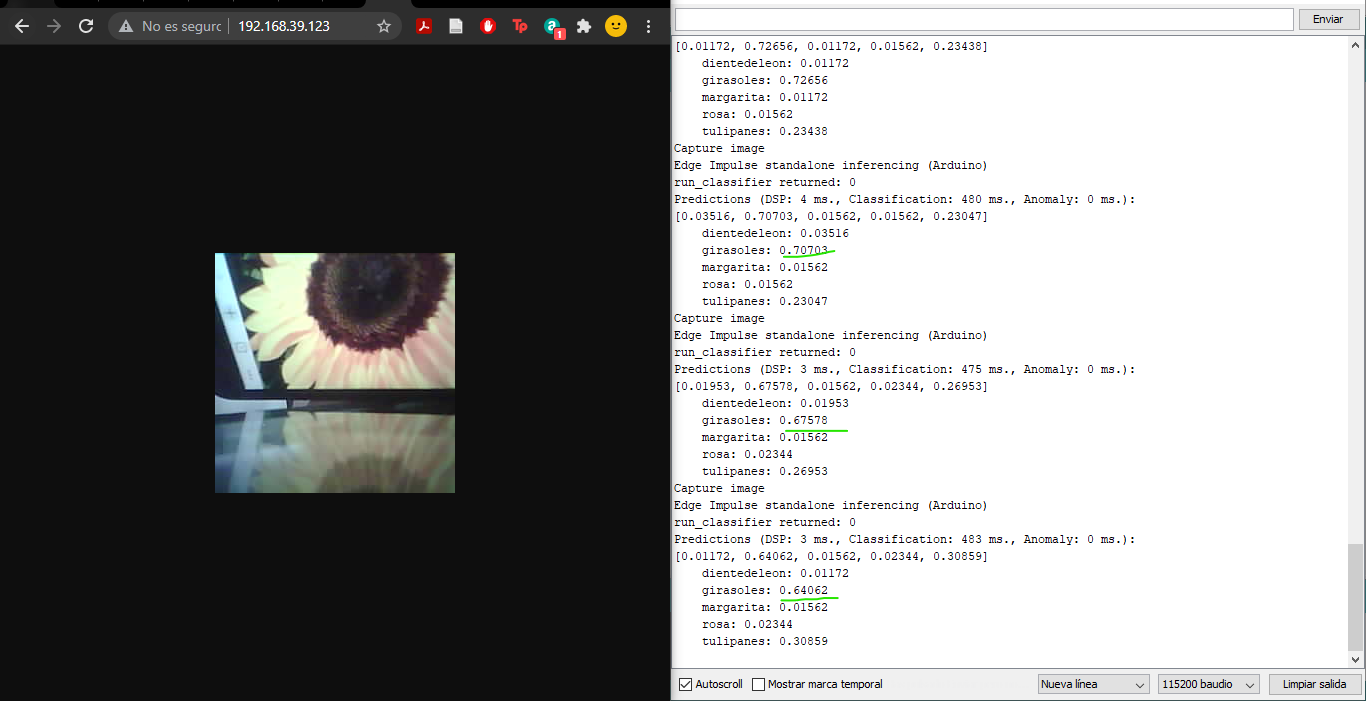 No es segurc
192.168.39.123
Tp
a
1
Enviar
[0.01172, 0.72656, 0.01172, 0.01562, 0.23438]
dientedeleon: 0.01172
girasoles: 0.72656
margarita: 0.01172
rosa: 0.01562
tulipanes: 0.23438
Capture image
Edge Impulse standalone inferencing (Arduino)
run_classifier returned: 0
Predictions (DSP: 4 ms., Classification: 480 ms., Anomaly: 0 ms.):
[0.03516, 0.70703, 0.01562, 0.01562, 0.23047]
dientedeleon: 0.03516
girasoles: 0.70703
margarita: 0.01562
rosa: 0.01562
tulipanes: 0.23047
Capture image
Edge Impulse standalone inferencing (Arduino)
run_classifier returned: 0
Predictions (DSP: 3 ms., Classification: 475 ms., Anomaly: 0 ms.):
[0.01953, 0.67578, 0.01562, 0.02344, 0.26953]
dientedeleon: 0.01953
girasoles: 0.67578
margarita: 0.01562
rosa: 0.02344
tulipanes: 0.26953
Capture image
Edge Impulse standalone inferencing (Arduino)
run_classifier returned: 0
Predictions (DSP: 3 ms., Classification: 483 ms., Anomaly: 0 ms.):
[0.01172, 0.64062, 0.01562, 0.02344, 0.30859]
dientedeleon: 0.01172
girasoles: 0.64062
margarita: 0.01562
rosa: 0.02344
tulipanes: 0.30859
Autoscroll
Mostrar marca temporal
Nueva línea
115200 baudio
Limpiar salida